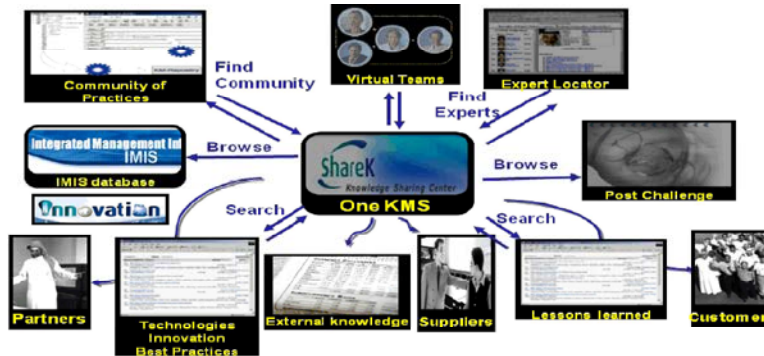 Community of
Practices
Find
Community
Virtual Teams
Find
Experts
Expert Locator
Integrated Management Inf
IMIS
IMIS database
Browse
ShareK
Knowledge Sharing Center
One KMS
Browse
Post Challenge
Innovation
Search
Search
Partners
Technologies
Innovation
Best Practices
External knowledge
Suppliers
Lessons learned
Customer